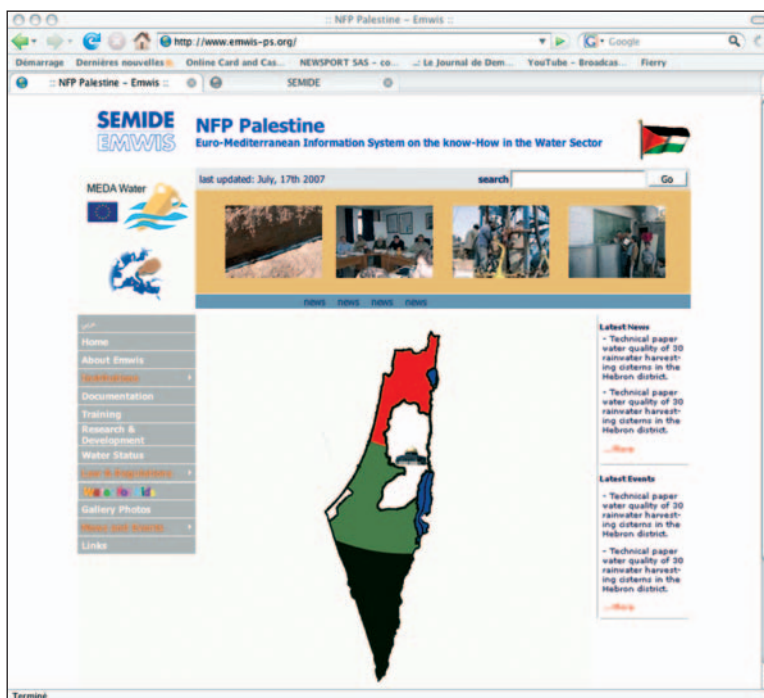 :: NFP Palestine – Emwis ::
http://www.emwis-ps.org/
G Google
Démarrage Dernières nouvelles Online Card and Cas... NEWSPORT SAS – co... ..: Le Journal de Dem... YouTube – Broadcas... Fierry
:: NFP Palestine – Emwis :: SEMIDE
SEMIDE
EMWIS
NFP Palestine
Euro-Mediterranean Information System on the know-How in the Water Sector
last updated: July, 17th 2007 search Go
MEDA Water
news news news news
Home
About Emwis
Documentation
Training
Research &
Development
Water Status
Water for kids
Gallery Photos
Links
Latest News
- Technical paper
water quality of 30
rainwater harvest-
ing cisterns in the
Hebron district.
- Technical paper
water quality of 30
rainwater harvest-
ing cisterns in the
Hebron district.
...More
Latest Events
- Technical paper
water quality of 30
rainwater harvest-
ing cisterns in the
Hebron district.
- Technical paper
water quality of 30
rainwater harvest-
ing cisterns in the
Hebron district.
...More
Terminé